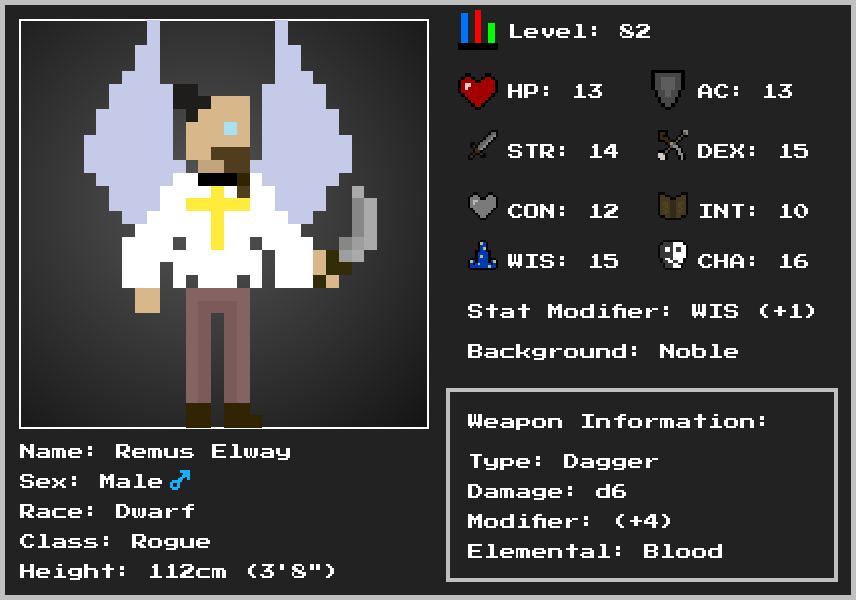 Level: 82
HP: 13
AC: 13
STR: 14
DEX: 15
CON: 12
INT: 10
WIS: 15
CHA: 16
Stat Modifier: WIS (+1)
Background: Noble
Weapon Information:
Type: Dagger
Damage: d6
Modifier: (+4)
Elemental: Blood
Name: Remus Elway
Sex: Male♂
Race: Dwarf
Class: Rogue
Height: 112cm (3'8")